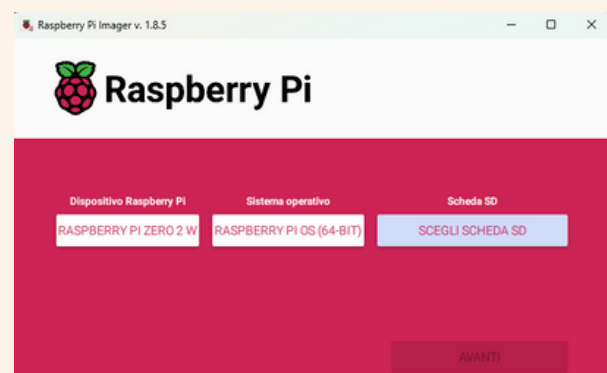 Raspberry Pi Imager v. 1.8.5
Raspberry Pi
Dispositivo Raspberry Pi
Sistema operativo
Scheda SD
RASPBERRY PI ZERO 2 W
RASPBERRY PI OS (64-BIT)
SCEGLI SCHEDA SD
AVANTI